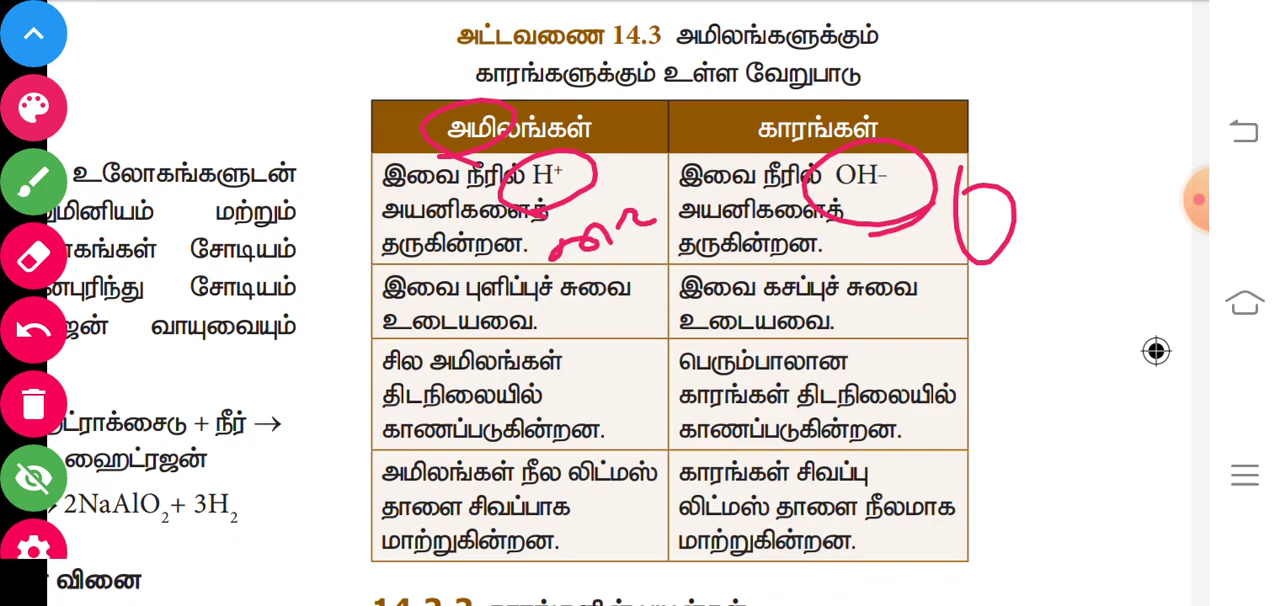 அட்டவணை 14.3 அமிலங்களுக்கும்
காரங்களுக்கும் உள்ள வேறுபாடு
உலோகங்களுடன்
மற்றும்
சோடியம்
சோடியம்
வாயுவையும்
+ நீர் →
ஹைட்ரஜன்
2NaAlO₂ + 3H₂
வினை
அமிலங்கள்
இவை நீரில் H⁺
அயனிகளைத்
தருகின்றன.
இவை புளிப்புச் சுவை
உடையவை.
சில அமிலங்கள்
திடநிலையில்
காணப்படுகின்றன.
அமிலங்கள் நீல லிட்மஸ்
தாளை சிவப்பாக
மாற்றுகின்றன.
காரங்கள்
இவை நீரில் OH–
அயனிகளைத்
தருகின்றன.
இவை கசப்புச் சுவை
உடையவை.
பெரும்பாலான
காரங்கள் திடநிலையில்
காணப்படுகின்றன.
காரங்கள் சிவப்பு
லிட்மஸ் தாளை நீலமாக
மாற்றுகின்றன.